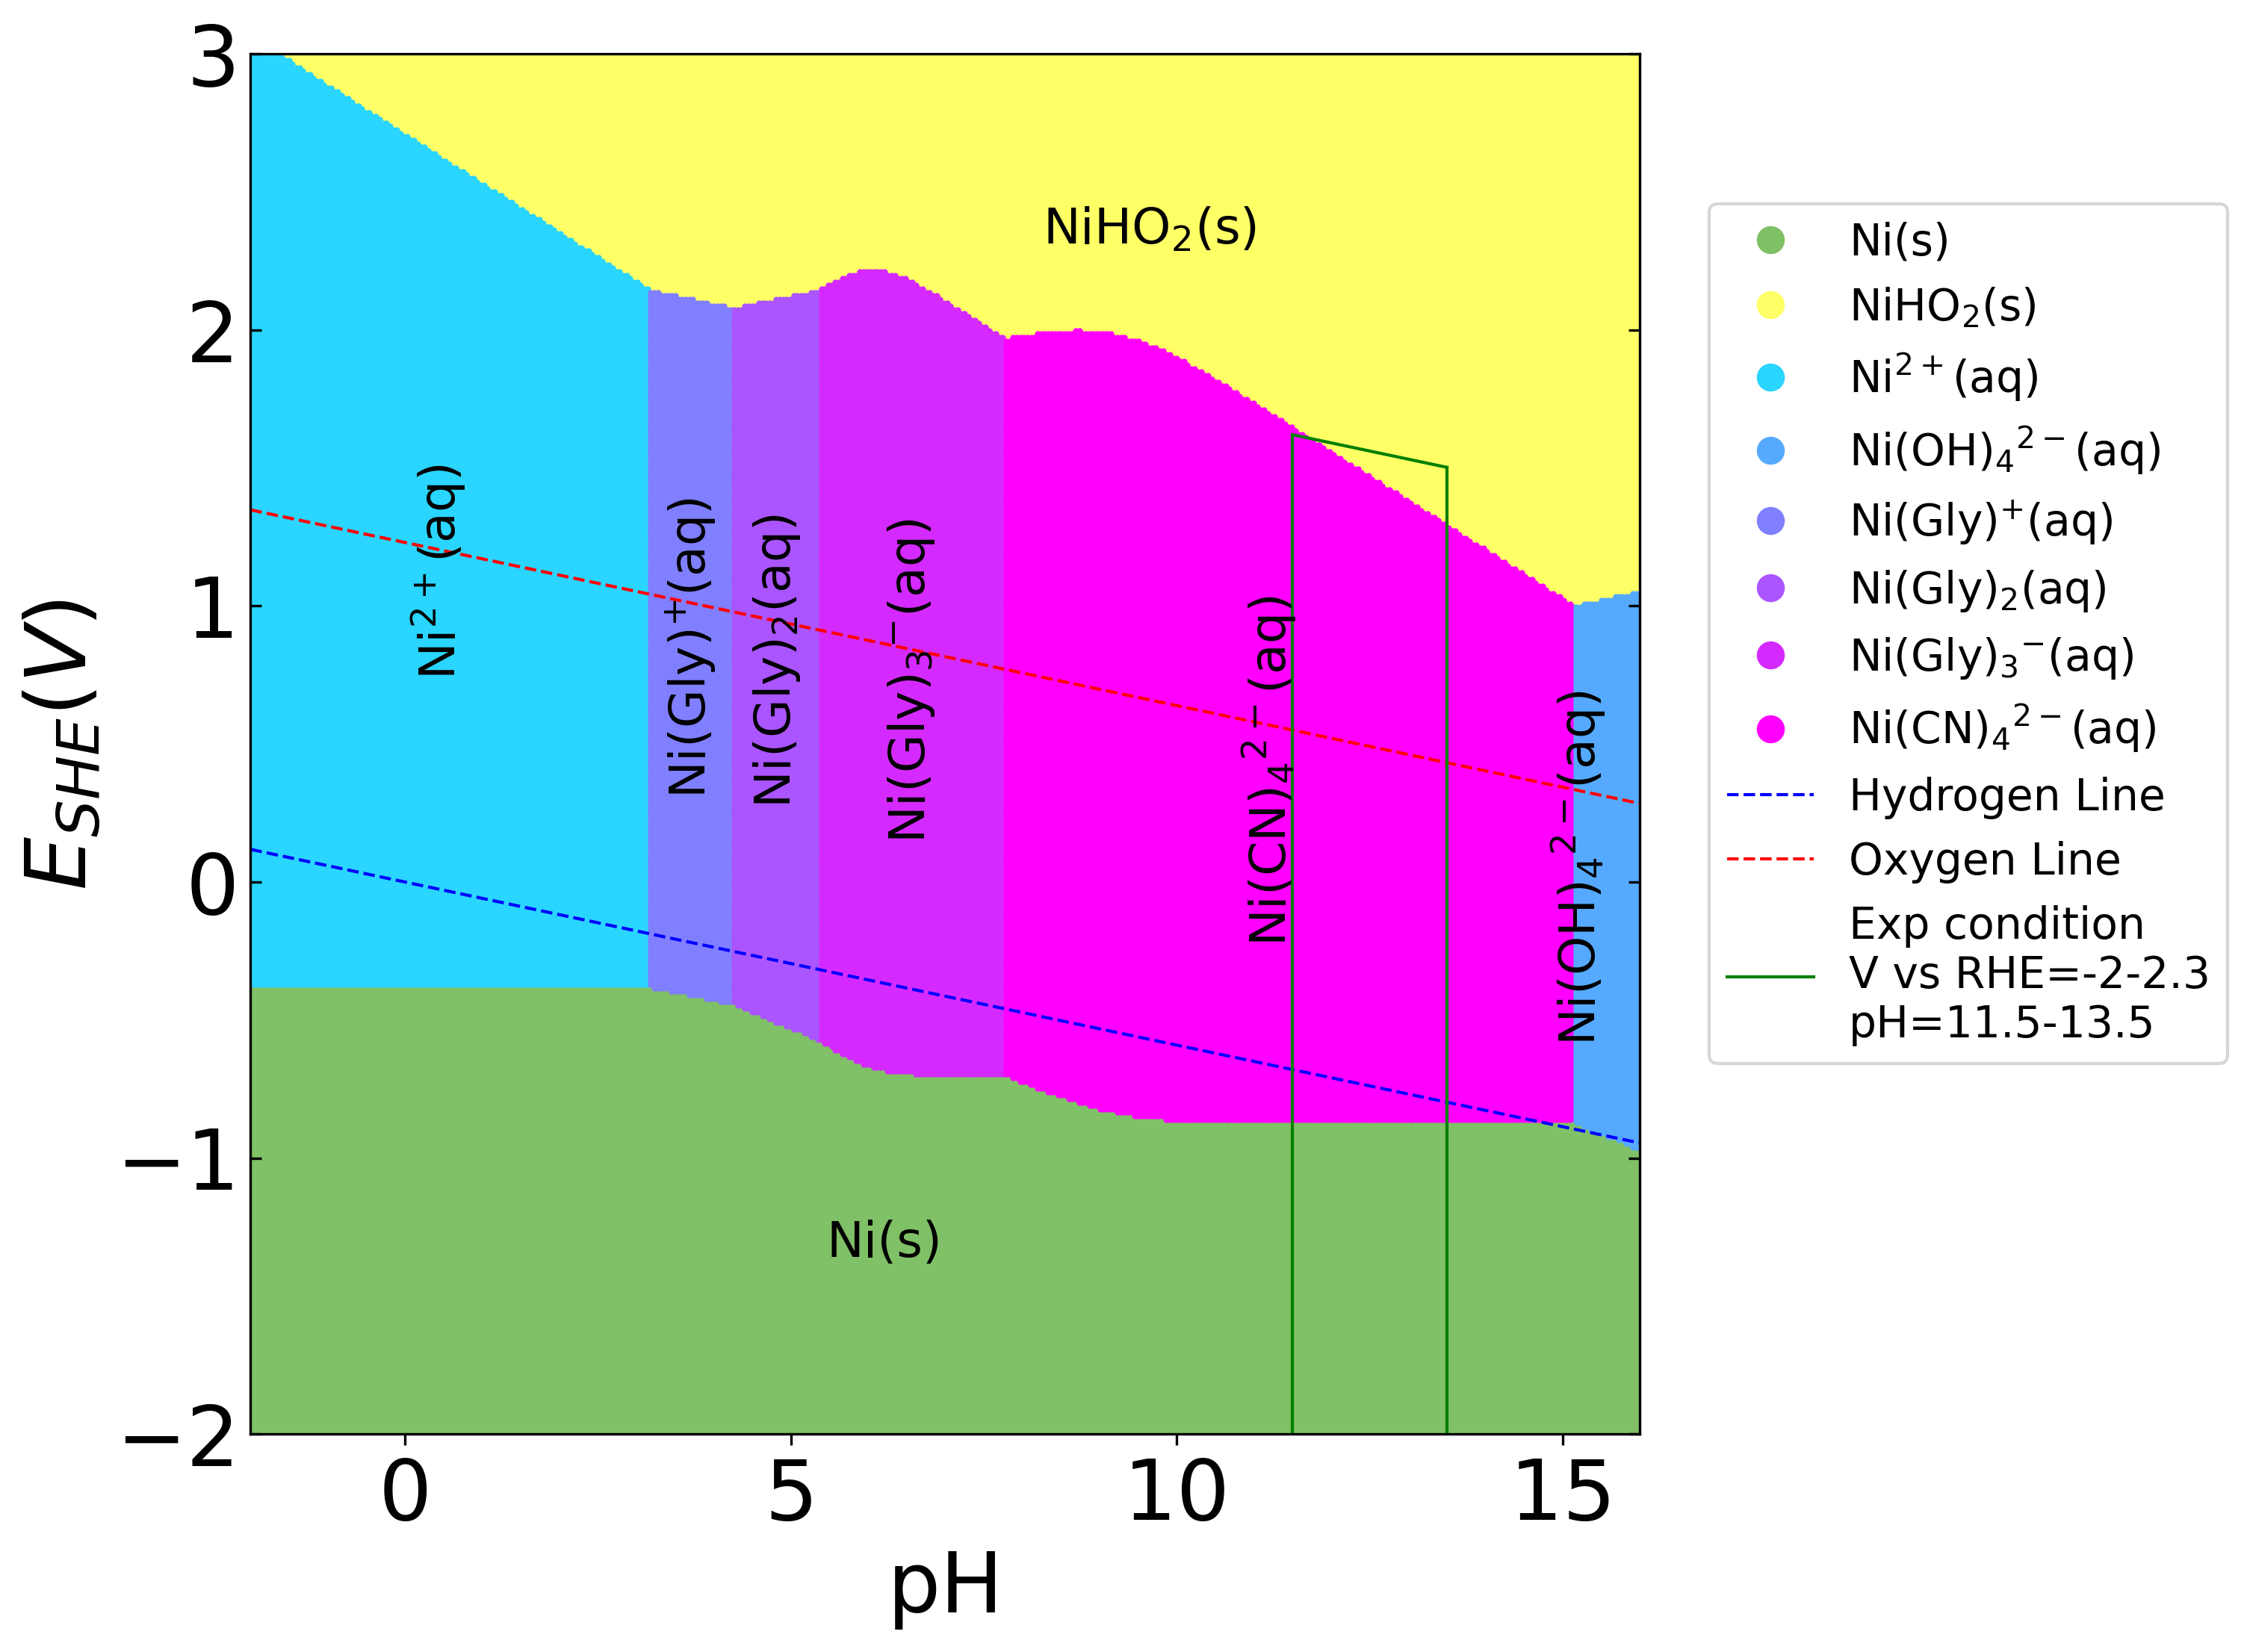 3
2
1
0
−1
−2
E_SHE(V)
0
5
10
15
pH
NiHO₂(s)
Ni²⁺(aq)
Ni(Gly)⁺(aq)
Ni(Gly)₂(aq)
Ni(Gly)₃⁻(aq)
Ni(CN)₄²⁻(aq)
Ni(OH)₄²⁻(aq)
Ni(s)
Ni(s)
NiHO₂(s)
Ni²⁺(aq)
Ni(OH)₄²⁻(aq)
Ni(Gly)⁺(aq)
Ni(Gly)₂(aq)
Ni(Gly)₃⁻(aq)
Ni(CN)₄²⁻(aq)
Hydrogen Line
Oxygen Line
Exp condition
V vs RHE=-2-2.3
pH=11.5-13.5